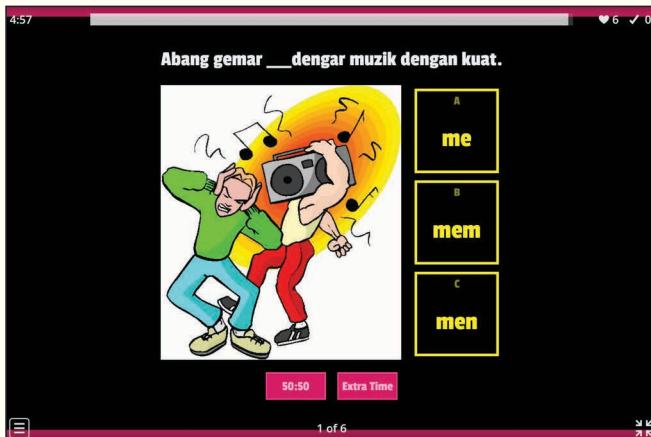 4:57
6
0
Abang gemar ___dengar muzik dengan kuat.
A
me
B
mem
C
men
50:50
Extra Time
1 of 6